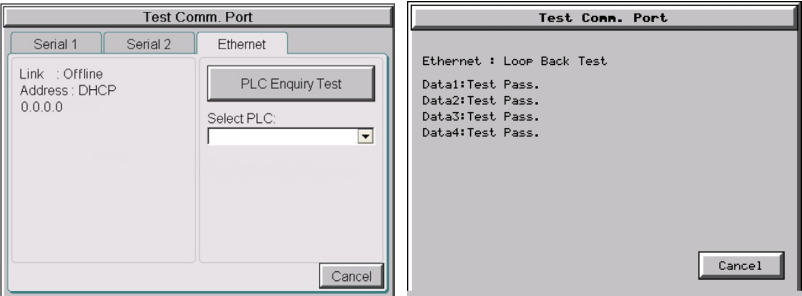 Test Comm. Port
Serial 1
Serial 2
Ethernet
Link : Offline
Address : DHCP
0.0.0.0
PLC Enquiry Test
Select PLC:
Cancel
Test Comm. Port
Ethernet : Loop Back Test
Data1:Test Pass.
Data2:Test Pass.
Data3:Test Pass.
Data4:Test Pass.
Cancel